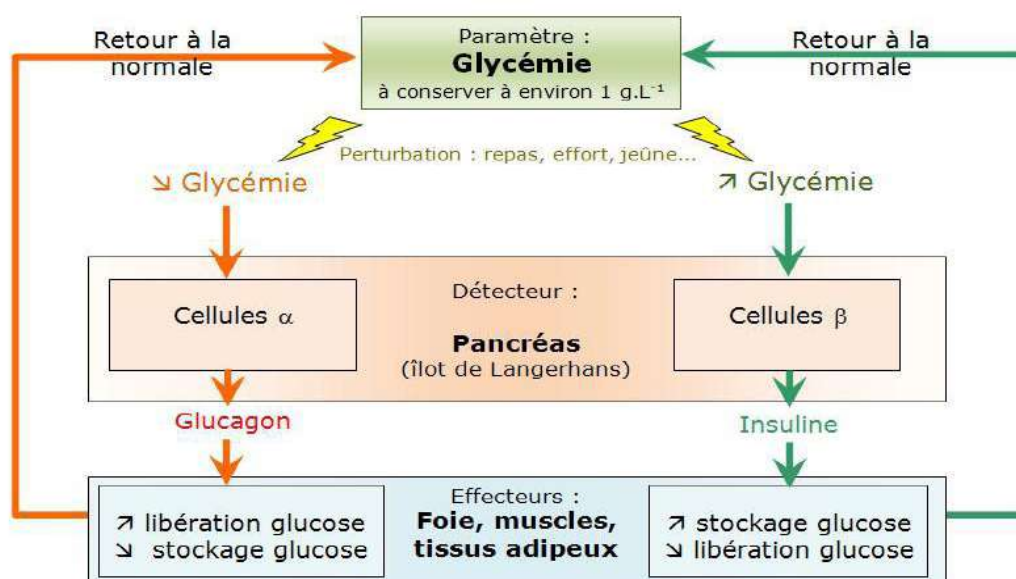 Retour à la
normale
Paramètre :
Glycémie
à conserver à environ 1 g.L⁻¹
Retour à la
normale
Perturbation : repas, effort, jeûne...
↘ Glycémie
↗ Glycémie
Cellules α
Détecteur :
Pancréas
(îlot de Langerhans)
Cellules β
Glucagon
Insuline
↗ libération glucose
↘ stockage glucose
Effecteurs :
Foie, muscles,
tissus adipeux
↗ stockage glucose
↘ libération glucose